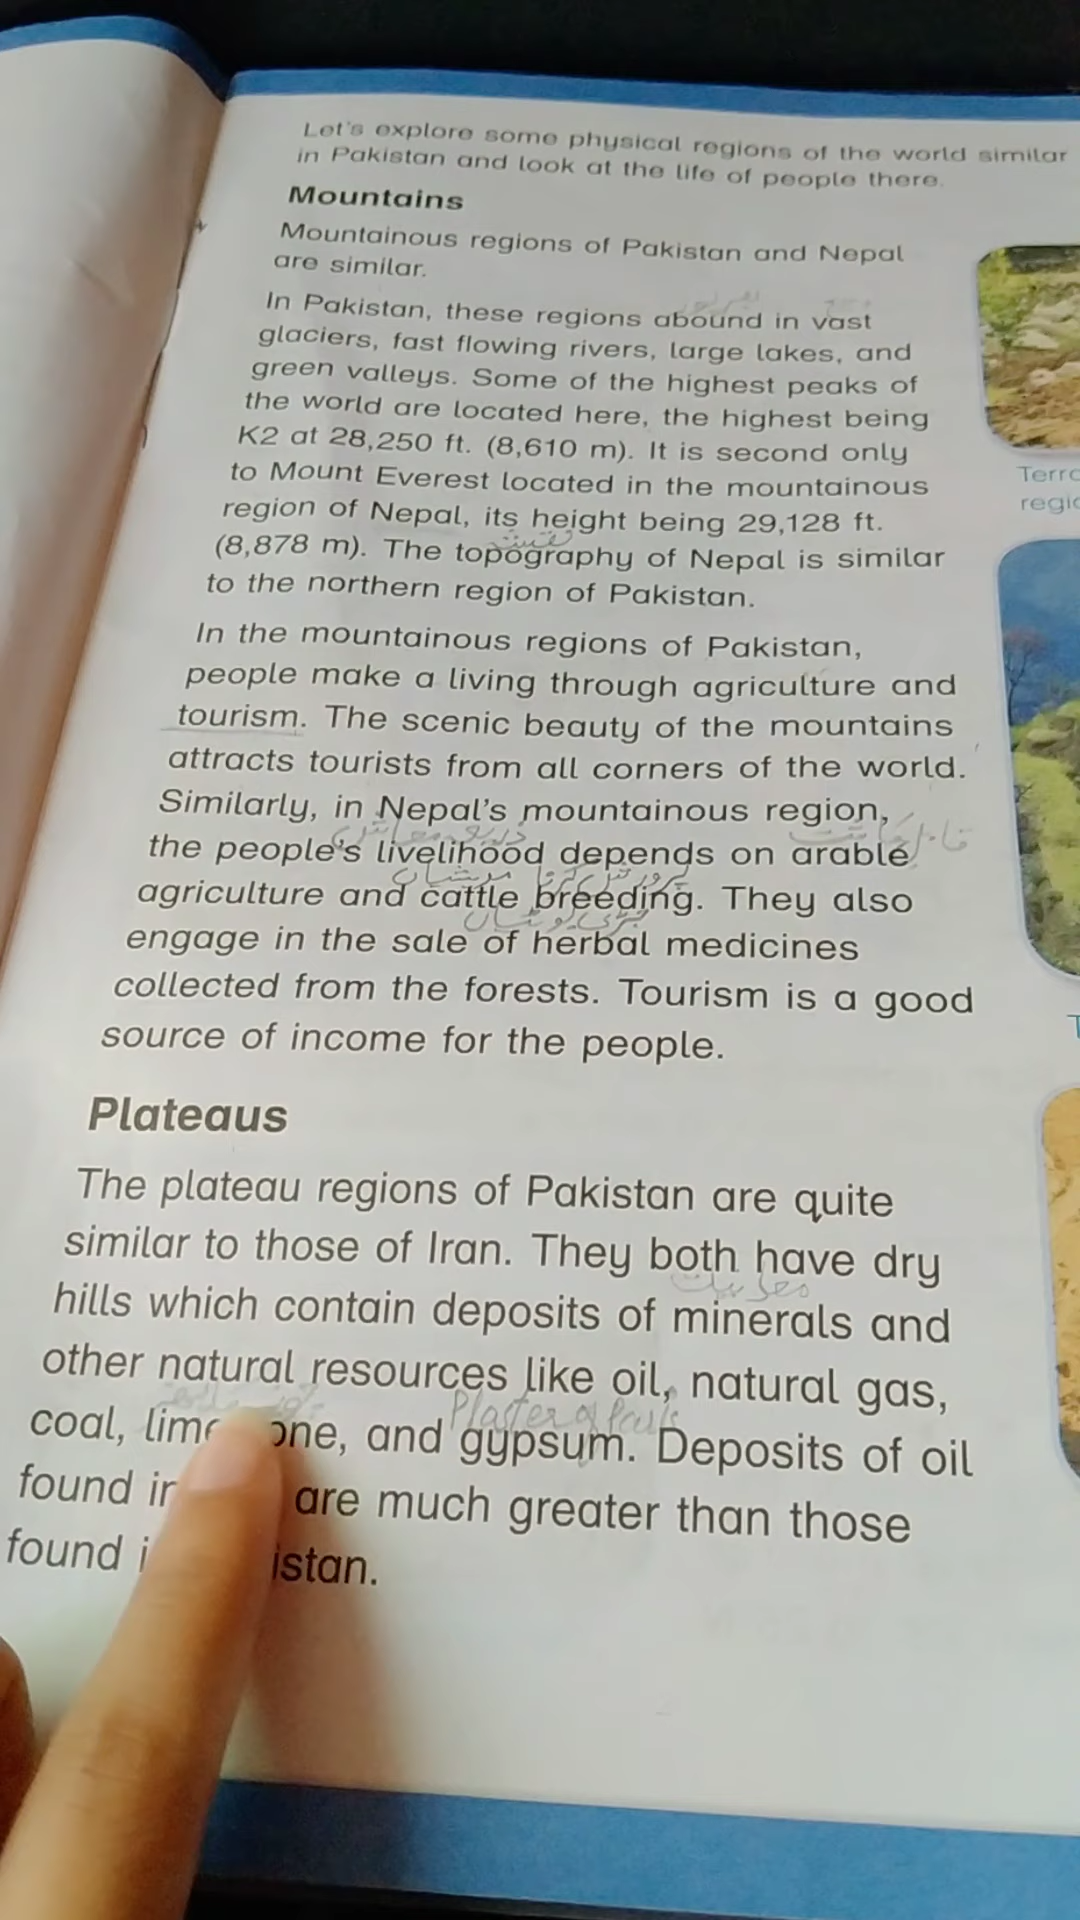 Let's explore some physical regions of the world similar
in Pakistan and look at the life of people there.
Mountains
Mountainous regions of Pakistan and Nepal
are similar.
In Pakistan, these regions abound in vast
glaciers, fast flowing rivers, large lakes, and
green valleys. Some of the highest peaks of
the world are located here, the highest being
K2 at 28,250 ft. (8,610 m). It is second only
to Mount Everest located in the mountainous
region of Nepal, its height being 29,128 ft.
(8,878 m). The topography of Nepal is similar
to the northern region of Pakistan.
In the mountainous regions of Pakistan,
people make a living through agriculture and
tourism. The scenic beauty of the mountains
attracts tourists from all corners of the world.
Similarly, in Nepal's mountainous region,
ذریعہ معاش
the people's livelihood depends on arable
مویشیاں پرورش کرنا
agriculture and cattle breeding. They also
جڑی بوٹیاں
engage in the sale of herbal medicines
collected from the forests. Tourism is a good
source of income for the people.
Plateaus
The plateau regions of Pakistan are quite
similar to those of Iran. They both have dry
hills which contain deposits of minerals and
other natural resources like oil, natural gas,
Plaster of Paris
coal, and gypsum. Deposits of oil
found are much greater than those
found